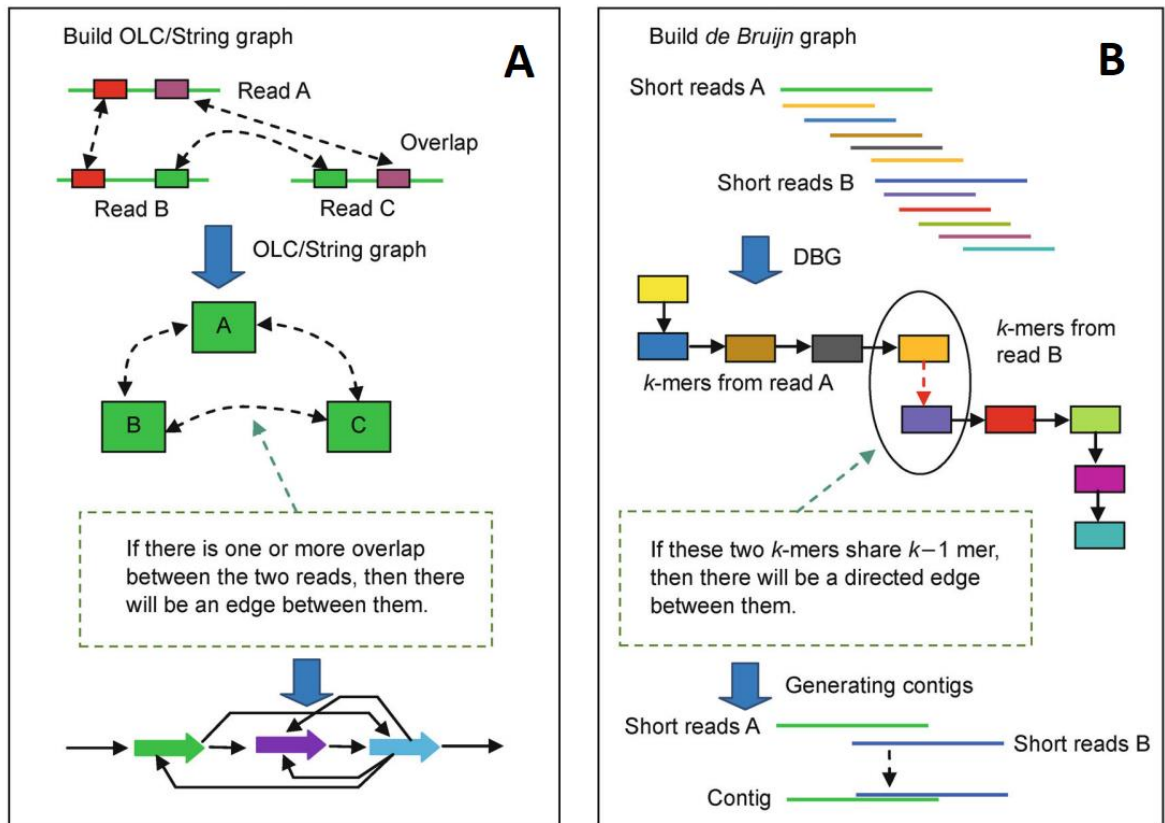 Build OLC/String graph
A
Read A
Overlap
Read B
Read C
OLC/String graph
A
B
C
If there is one or more overlap
between the two reads, then there
will be an edge between them.
Build de Bruijn graph
B
Short reads A
Short reads B
DBG
k-mers from
read B
k-mers from read A
If these two k-mers share k−1 mer,
then there will be a directed edge
between them.
Generating contigs
Short reads A
Short reads B
Contig